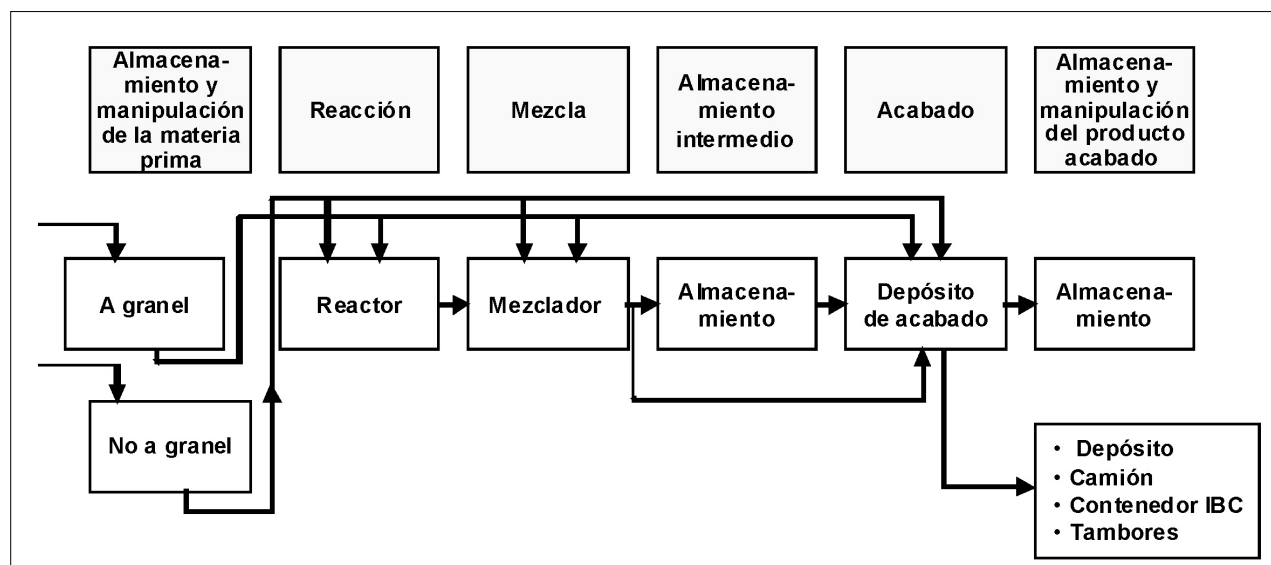 Almacena-
miento y
manipulación
de la materia
prima
Reacción
Mezcla
Almacena-
miento
intermedio
Acabado
Almacena-
miento y
manipulación
del producto
acabado
A granel
Reactor
Mezclador
Almacena-
miento
Depósito
de acabado
Almacena-
miento
No a granel
• Depósito
• Camión
• Contenedor IBC
• Tambores